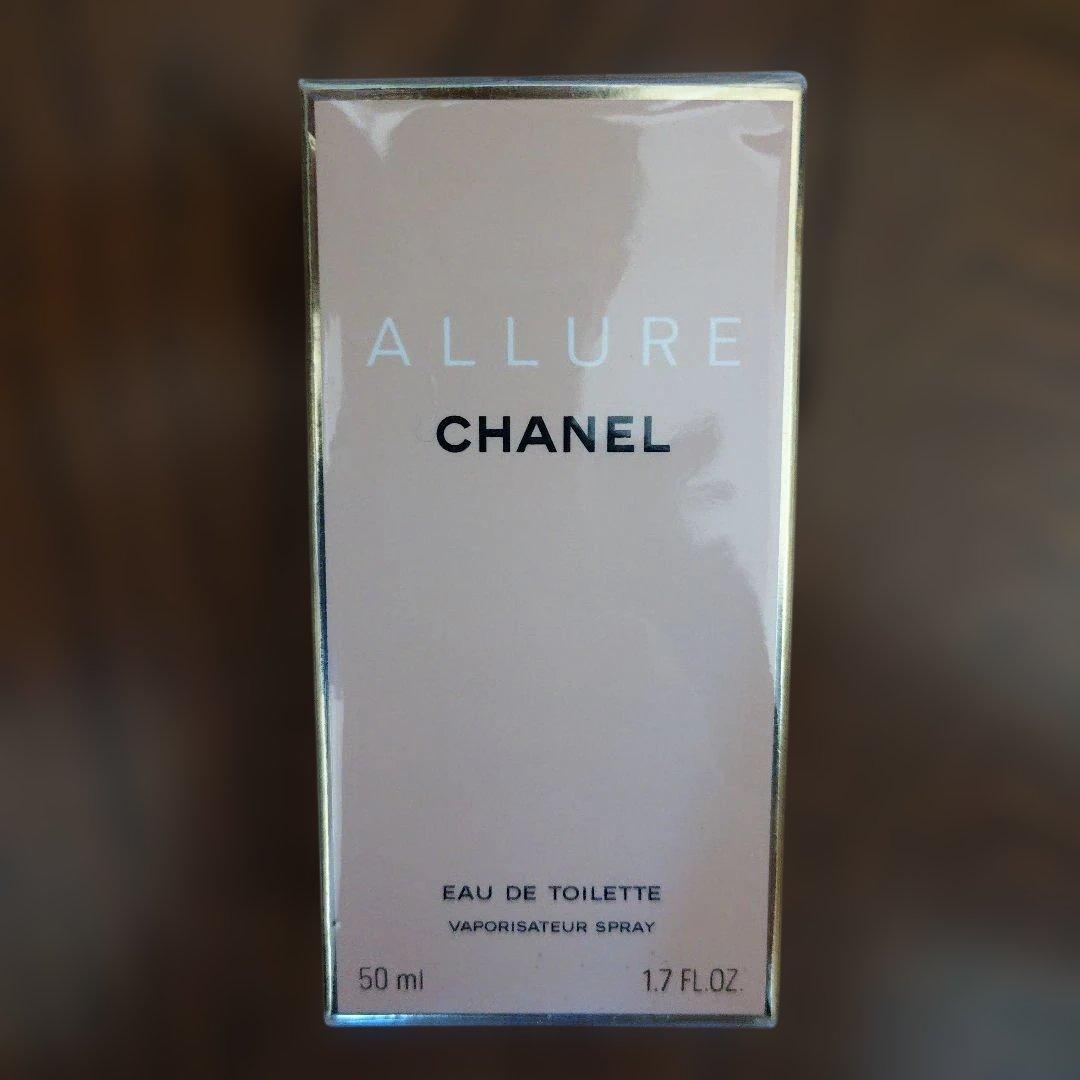 ALLURE
CHANEL
EAU DE TOILETTE
VAPORISATEUR SPRAY
50 ml 1.7 FL.OZ.